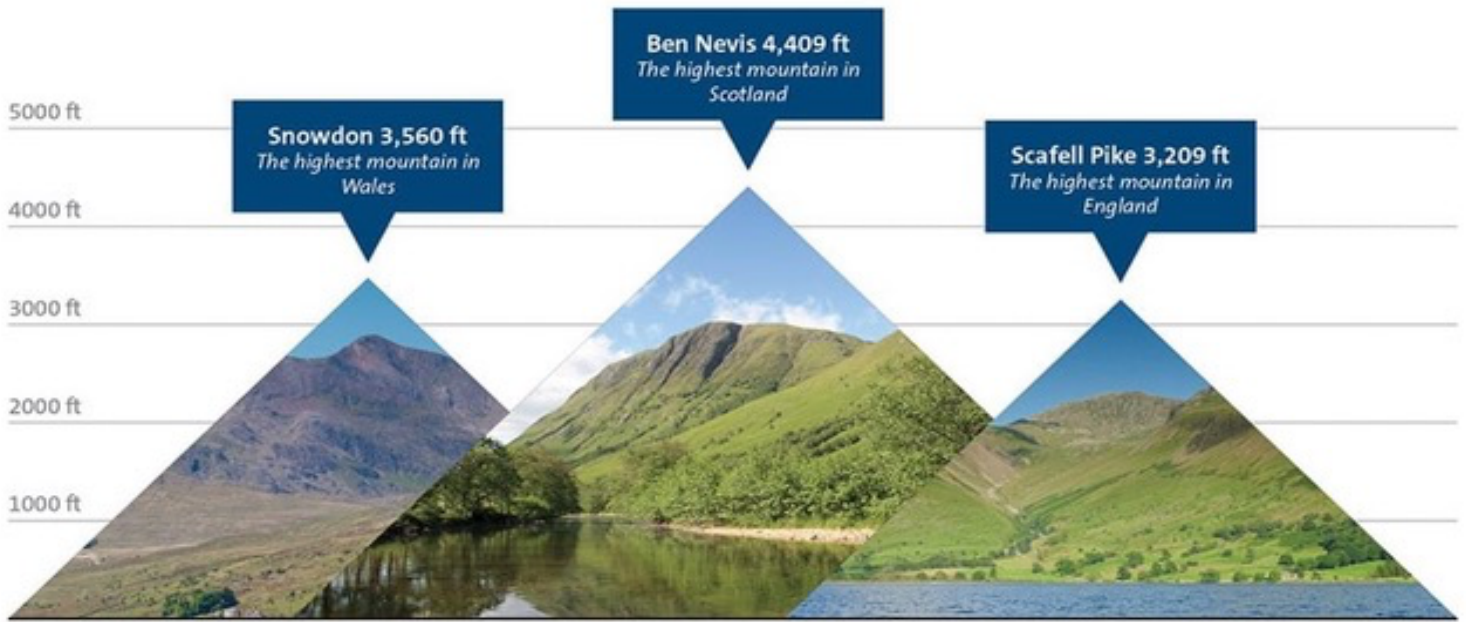 Ben Nevis 4,409 ft
The highest mountain in
Scotland
5000 ft
Snowdon 3,560 ft
The highest mountain in
Wales
Scafell Pike 3,209 ft
The highest mountain in
England
4000 ft
3000 ft
2000 ft
1000 ft